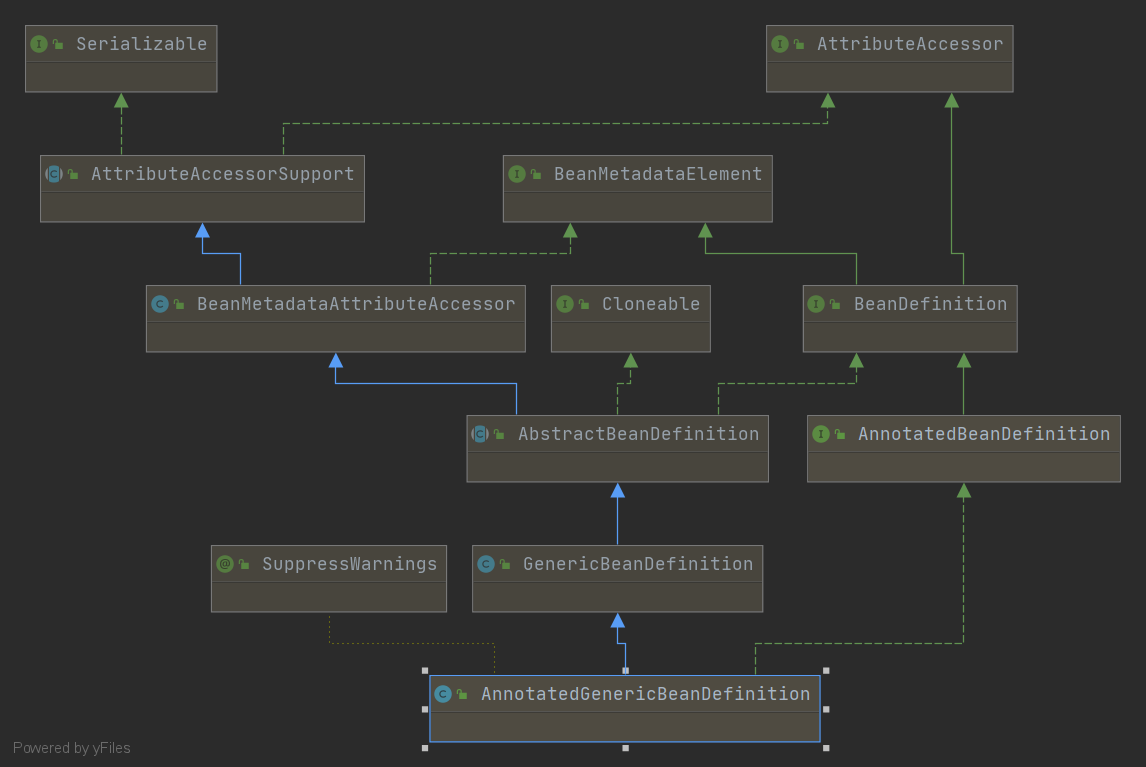 Serializable
AttributeAccessor
AttributeAccessorSupport
BeanMetadataElement
BeanMetadataAttributeAccessor
Cloneable
BeanDefinition
AbstractBeanDefinition
AnnotatedBeanDefinition
SuppressWarnings
GenericBeanDefinition
AnnotatedGenericBeanDefinition
Powered by yFiles